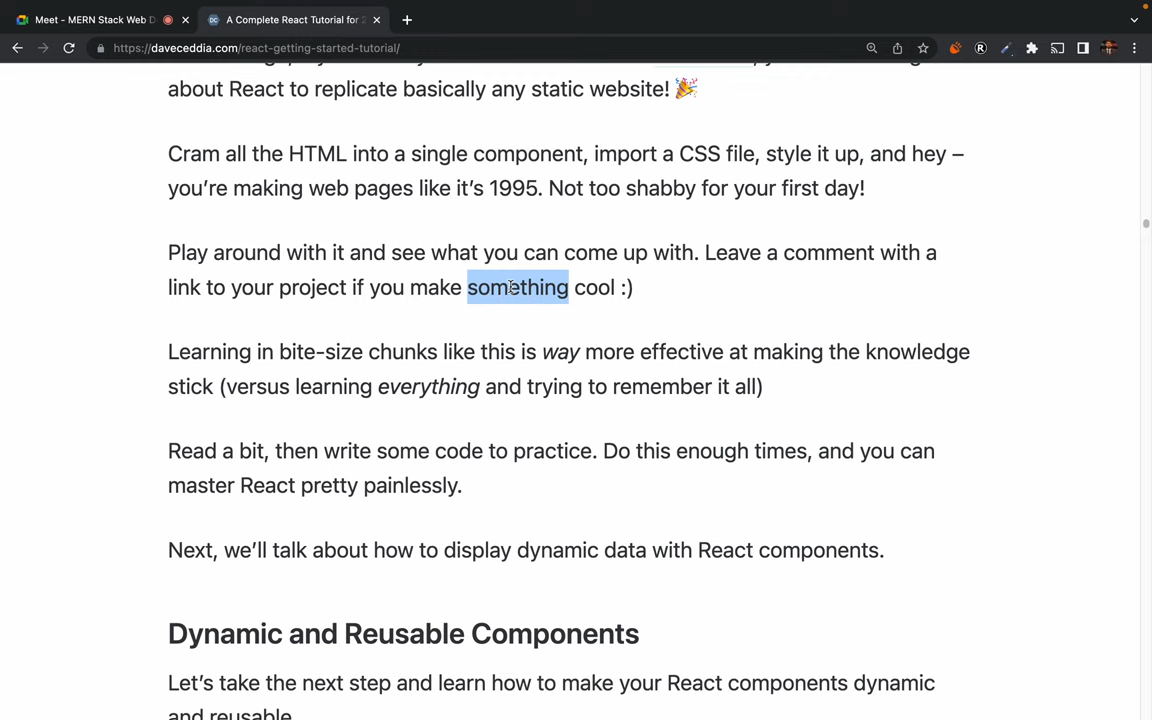 Meet - MERN Stack Web D
A Complete React Tutorial for 2
https://daveceddia.com/react-getting-started-tutorial/
about React to replicate basically any static website! 🎉
Cram all the HTML into a single component, import a CSS file, style it up, and hey –
you’re making web pages like it’s 1995. Not too shabby for your first day!
Play around with it and see what you can come up with. Leave a comment with a
link to your project if you make something cool :)
Learning in bite-size chunks like this is way more effective at making the knowledge
stick (versus learning everything and trying to remember it all)
Read a bit, then write some code to practice. Do this enough times, and you can
master React pretty painlessly.
Next, we’ll talk about how to display dynamic data with React components.
Dynamic and Reusable Components
Let’s take the next step and learn how to make your React components dynamic
and reusable.